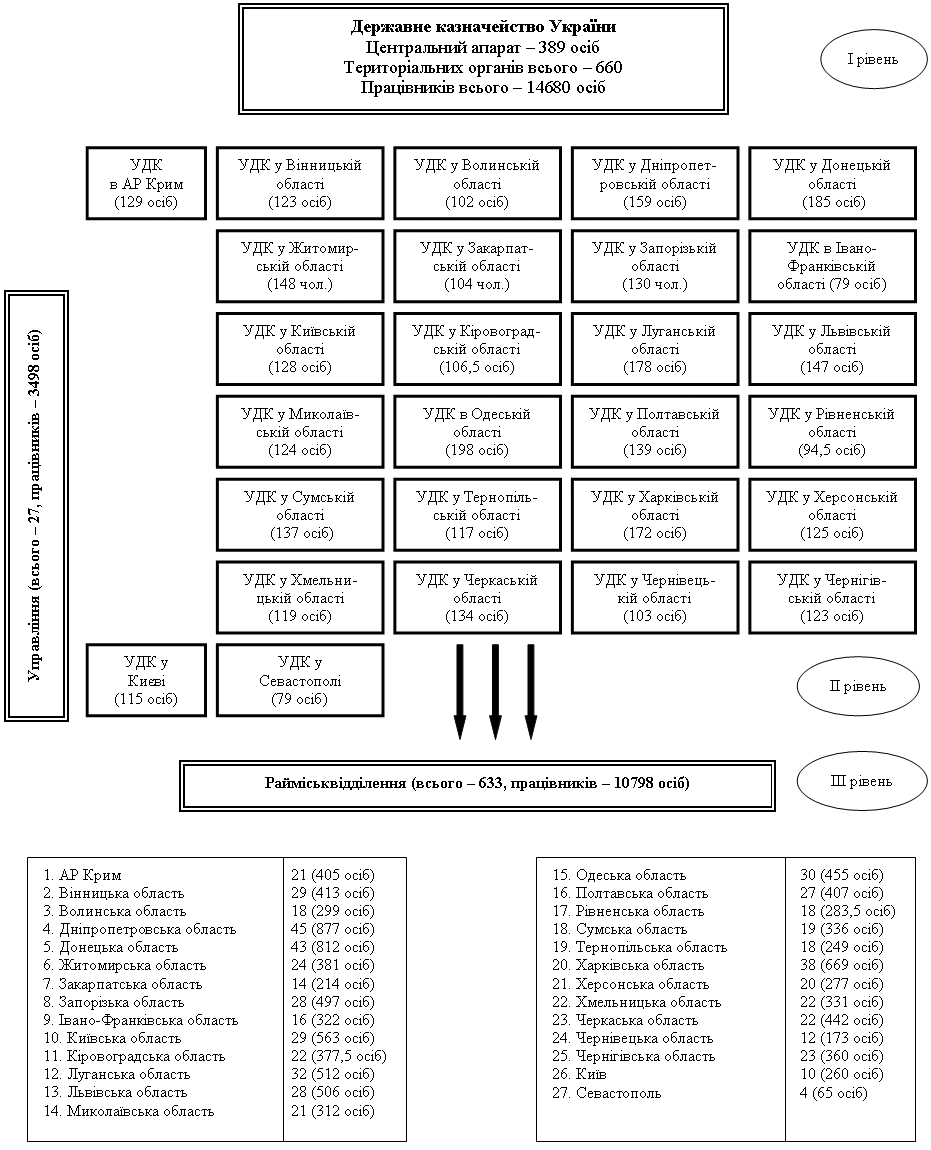 Державне казначейство України
Центральний апарат – 389 осіб
Територіальних органів всього – 660
Працівників всього – 14680 осіб
І рівень
УДК
в АР Крим
(129 осіб)
УДК у Вінницькій
області
(123 осіб)
УДК у Волинській
області
(102 осіб)
УДК у Дніпропет-
ровській області
(159 осіб)
УДК у Донецькій
області
(185 осіб)
УДК у Житомир-
ській області
(148 чол.)
УДК у Закарпат-
ській області
(104 чол.)
УДК у Запорізькій
області
(130 чол.)
УДК в Івано-
Франківській
області (79 осіб)
УДК у Київській
області
(128 осіб)
УДК у Кіровоград-
ській області
(106,5 осіб)
УДК у Луганській
області
(178 осіб)
УДК у Львівській
області
(147 осіб)
УДК у Миколаїв-
ській області
(124 осіб)
УДК в Одеській
області
(198 осіб)
УДК у Полтавській
області
(139 осіб)
УДК у Рівненській
області
(94,5 осіб)
УДК у Сумській
області
(137 осіб)
УДК у Тернопіль-
ській області
(117 осіб)
УДК у Харківській
області
(172 осіб)
УДК у Херсонській
області
(125 осіб)
УДК у Хмельни-
цькій області
(119 осіб)
УДК у Черкаській
області
(134 осіб)
УДК у Чернівець-
кій області
(103 осіб)
УДК у Чернігів-
ській області
(123 осіб)
УДК у
Києві
(115 осіб)
УДК у
Севастополі
(79 осіб)
Управління (всього – 27, працівників – 3498 осіб)
ІІ рівень
Райміськвідділення (всього – 633, працівників – 10798 осіб)
ІІІ рівень
1. АР Крим 21 (405 осіб)
2. Вінницька область 29 (413 осіб)
3. Волинська область 18 (299 осіб)
4. Дніпропетровська область 45 (877 осіб)
5. Донецька область 43 (812 осіб)
6. Житомирська область 24 (381 осіб)
7. Закарпатська область 14 (214 осіб)
8. Запорізька область 28 (497 осіб)
9. Івано-Франківська область 16 (322 осіб)
10. Київська область 29 (563 осіб)
11. Кіровоградська область 22 (377,5 осіб)
12. Луганська область 32 (512 осіб)
13. Львівська область 28 (506 осіб)
14. Миколаївська область 21 (312 осіб)
15. Одеська область 30 (455 осіб)
16. Полтавська область 27 (407 осіб)
17. Рівненська область 18 (283,5 осіб)
18. Сумська область 19 (336 осіб)
19. Тернопільська область 18 (249 осіб)
20. Харківська область 38 (669 осіб)
21. Херсонська область 20 (277 осіб)
22. Хмельницька область 22 (331 осіб)
23. Черкаська область 22 (442 осіб)
24. Чернівецька область 12 (173 осіб)
25. Чернігівська область 23 (360 осіб)
26. Київ 10 (260 осіб)
27. Севастополь 4 (65 осіб)